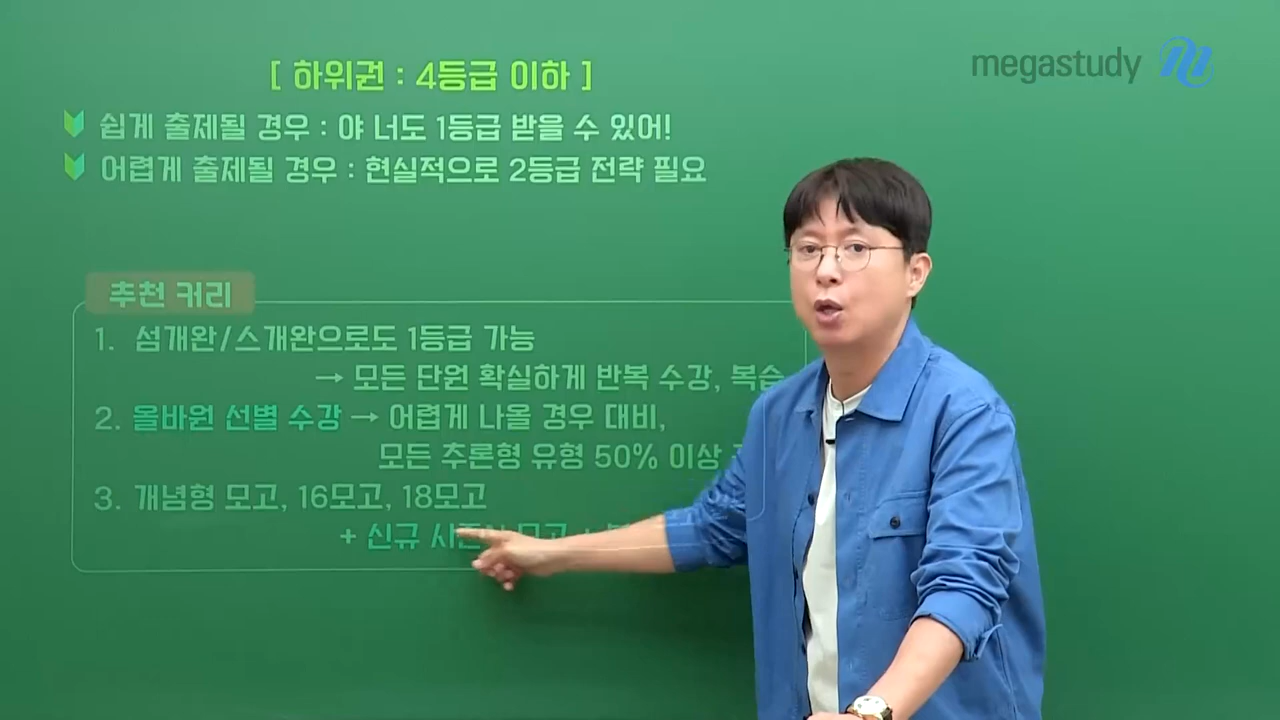 megastudy
[ 하위권 : 4등급 이하 ]
쉽게 출제될 경우 : 야 너도 1등급 받을 수 있어!
어렵게 출제될 경우 : 현실적으로 2등급 전략 필요
추천 커리
1. 섬개완/스개완으로도 1등급 가능
→ 모든 단원 확실하게 반복 수강, 복습
2. 올바원 선별 수강 → 어렵게 나올 경우 대비,
모든 추론형 유형 50% 이상
3. 개념형 모고, 16모고, 18모고
+ 신규 모고 +